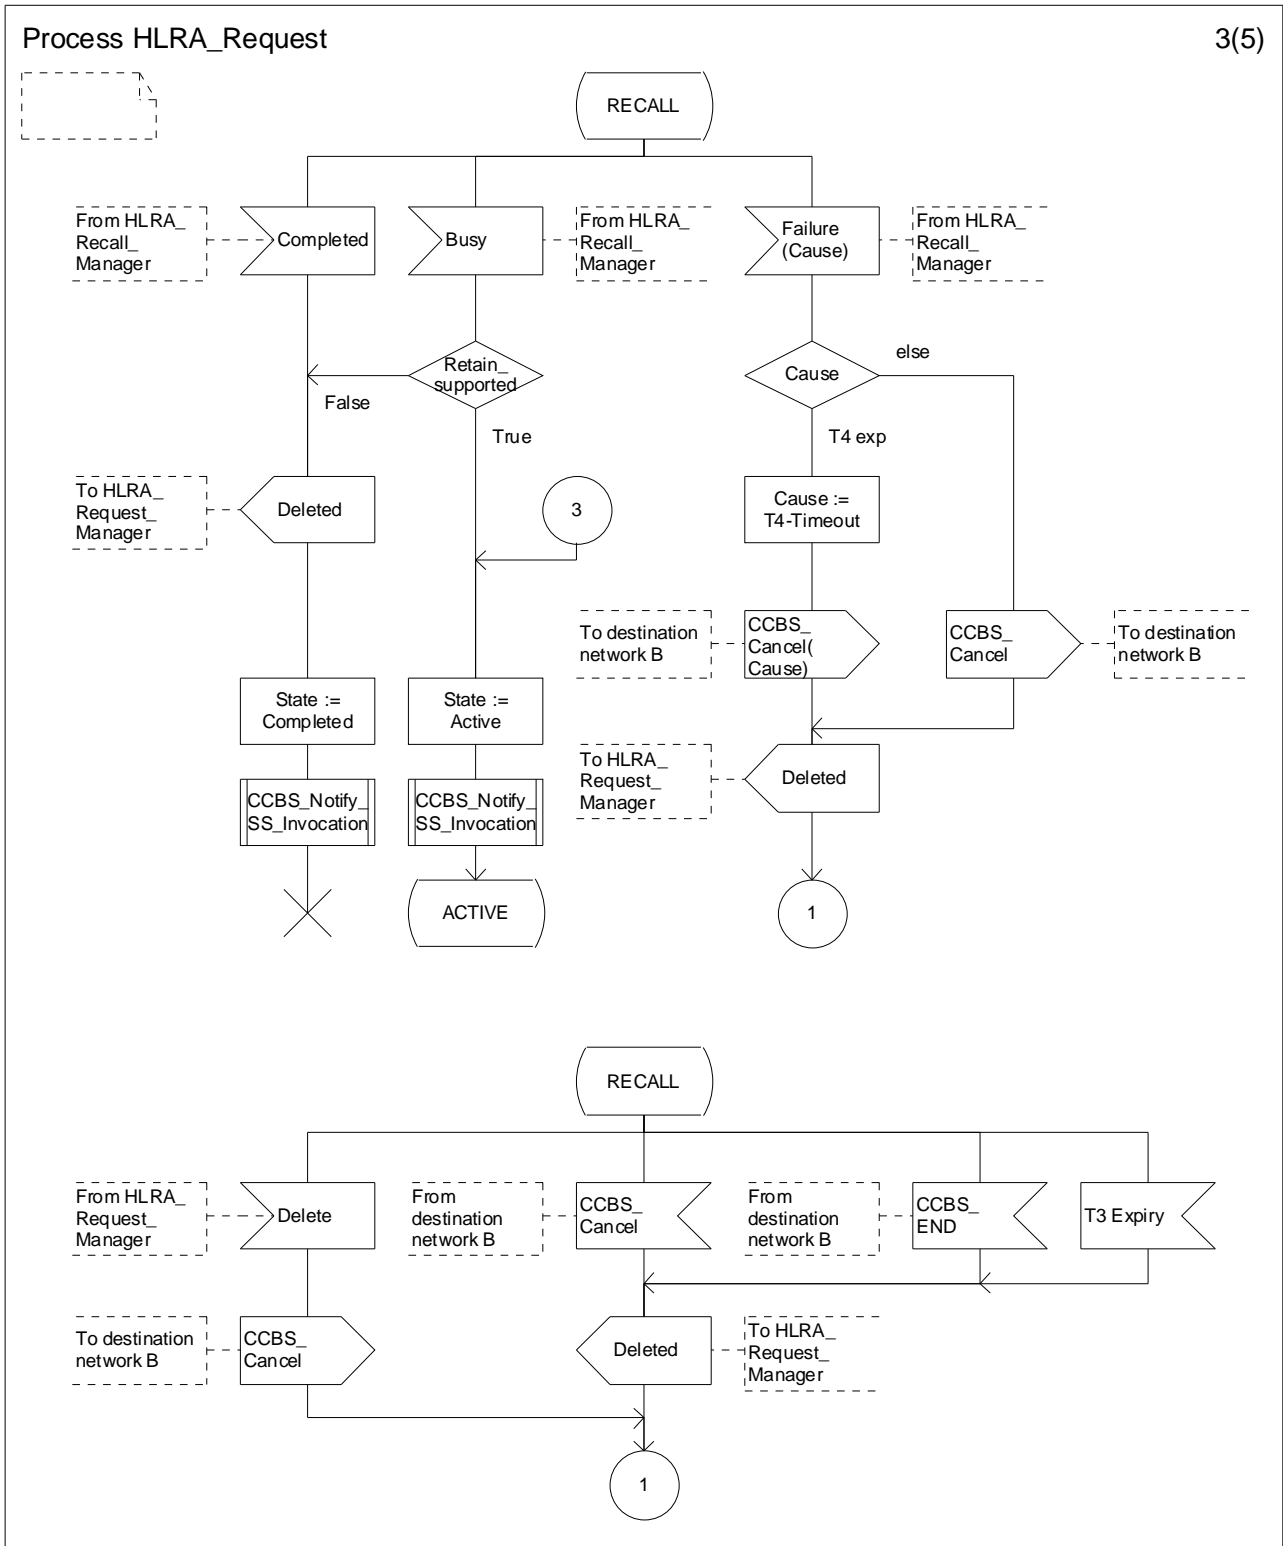 Process HLRA_Request
3(5)
RECALL
From HLRA_
Recall_
Manager
Completed
Busy
From HLRA_
Recall_
Manager
Failure
(Cause)
From HLRA_
Recall_
Manager
Retain_
supported
False
True
Cause
else
T4 exp
To HLRA_
Request_
Manager
Deleted
3
Cause :=
T4-Timeout
To destination
network B
CCBS_
Cancel(
Cause)
CCBS_
Cancel
To destination
network B
State :=
Completed
State :=
Active
To HLRA_
Request_
Manager
Deleted
CCBS_Notify_
SS_Invocation
CCBS_Notify_
SS_Invocation
ACTIVE
1
RECALL
From HLRA_
Request_
Manager
Delete
From
destination
network B
CCBS_
Cancel
From
destination
network B
CCBS_
END
T3 Expiry
To destination
network B
CCBS_
Cancel
Deleted
To HLRA_
Request_
Manager
1